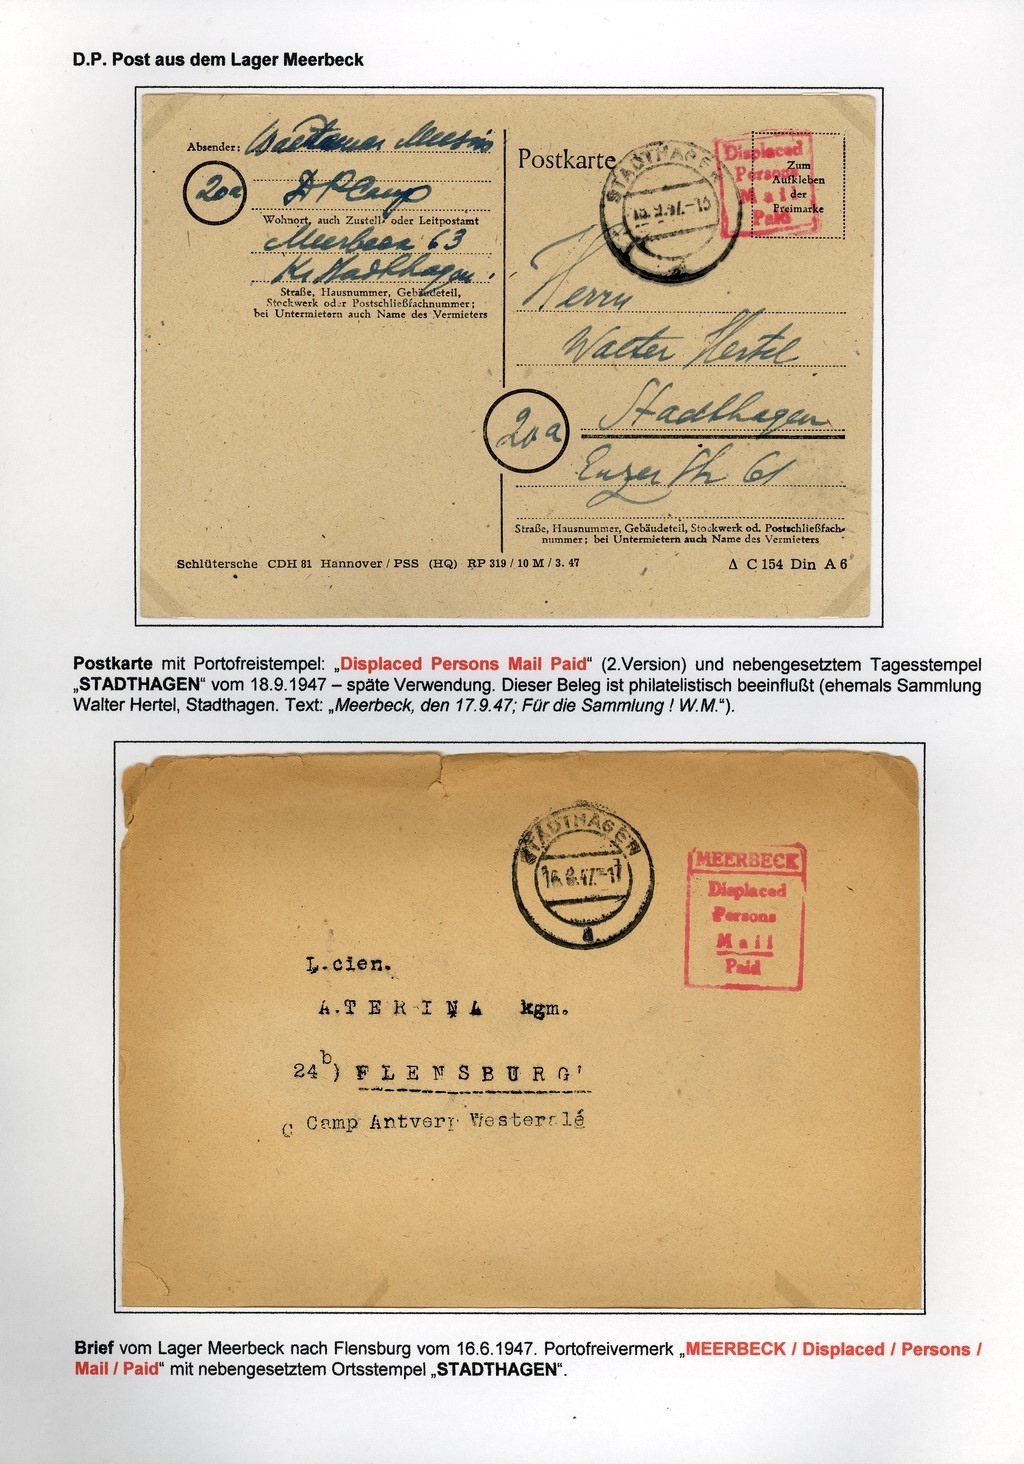 D.P. Post aus dem Lager Meerbeck
Absender: Waldemar
20a
D P Camp
Wohnort, auch Zustell- oder Leitpostamt
Meerbeck 63
Kr Stadthagen
Straße, Hausnummer, Gebäudeteil,
Stockwerk oder Postschließfachnummer;
bei Untermietern auch Name des Vermieters
Postkarte
STADTHAGEN
18.9.47.-13
a
Displaced
Persons
Mail
Paid
Zum
Aufkleben
der
Freimarke
Herrn
Walter Hertel
20a
Stadthagen
Enzer Str 61
Straße, Hausnummer, Gebäudeteil, Stockwerk od. Postschließfach-
nummer; bei Untermietern auch Name des Vermieters
Schlütersche CDH 81 Hannover / PSS (HQ) RP 319 / 10 M / 3. 47
Δ C 154 Din A 6
Postkarte mit Portofreistempel: „Displaced Persons Mail Paid“ (2.Version) und nebengesetztem Tagesstempel
„STADTHAGEN“ vom 18.9.1947 – späte Verwendung. Dieser Beleg ist philatelistisch beeinflußt (ehemals Sammlung
Walter Hertel, Stadthagen. Text: „Meerbeck, den 17.9.47; Für die Sammlung ! W.M.“).
STADTHAGEN
16.6.47.-17
a
MEERBECK
Displaced
Persons
Mail
Paid
L.cien.
A.TERINA kgm.
24b) FLENSBURG'
Camp Antverp
Brief vom Lager Meerbeck nach Flensburg vom 16.6.1947. Portofreivermerk „MEERBECK / Displaced / Persons /
Mail / Paid“ mit nebengesetztem Ortsstempel „STADTHAGEN“.